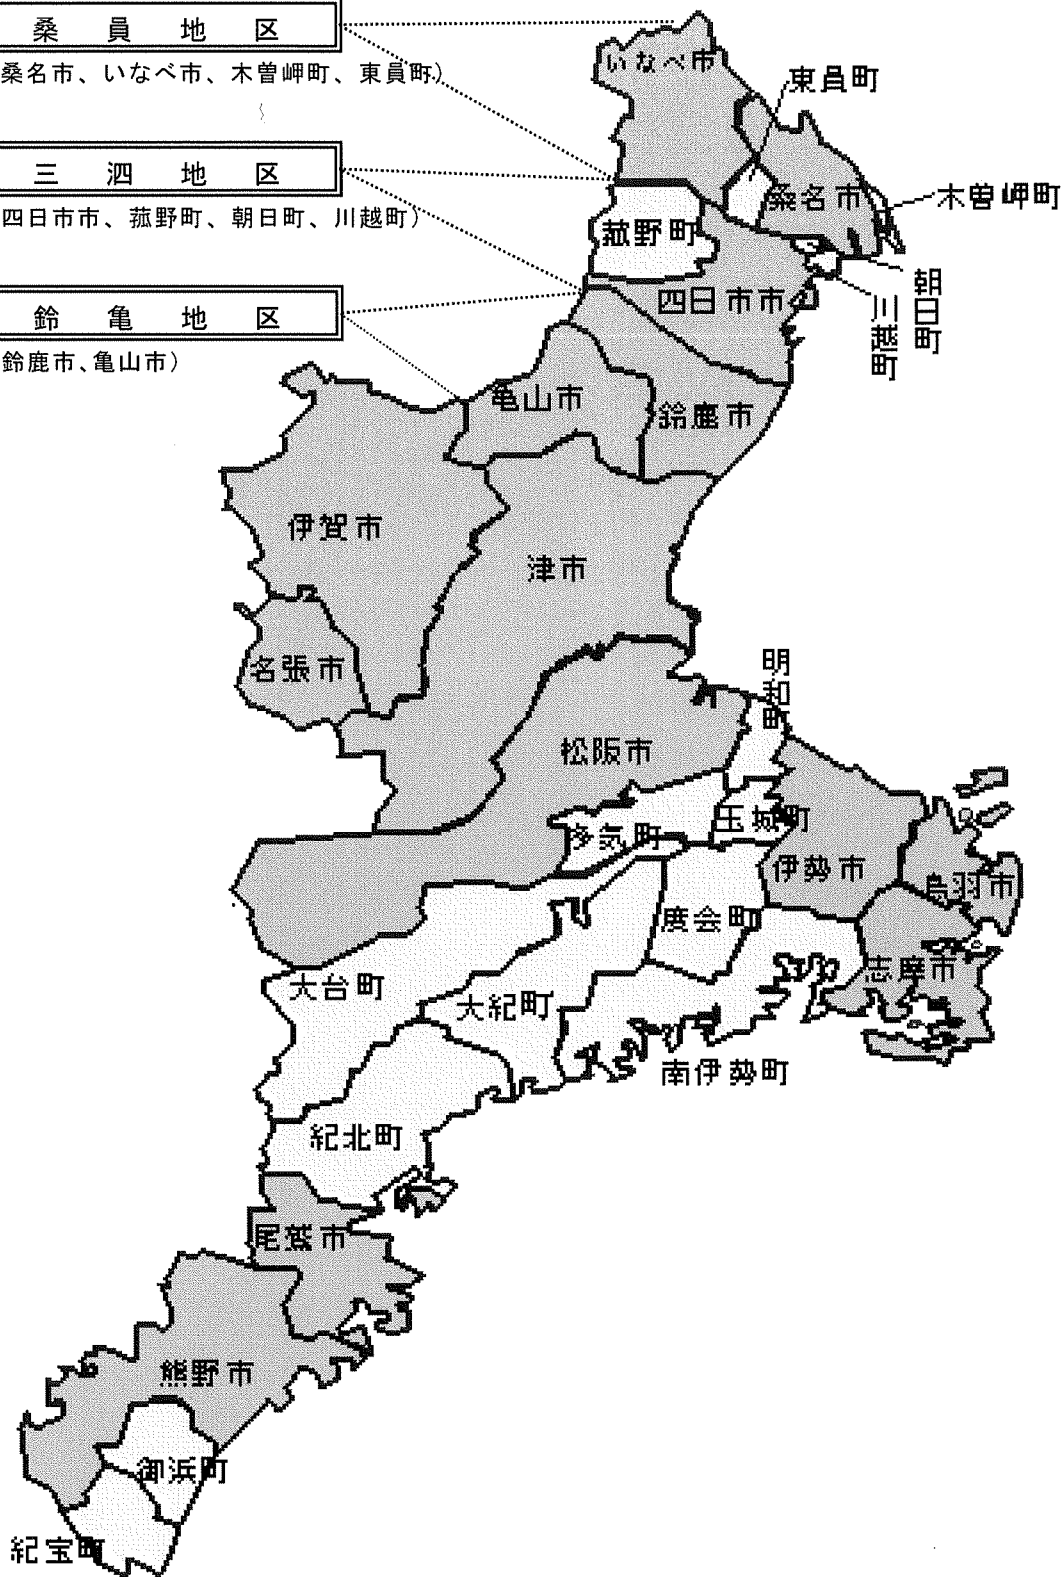 桑員地区
桑名市、いなべ市、木曽岬町、東員町）
三泗地区
四日市市、菰野町、朝日町、川越町）
鈴亀地区
鈴鹿市、亀山市）
いなべ市
東員町
桑名市
木曽岬町
菰野町
朝日町
四日市市
川越町
亀山市
鈴鹿市
伊賀市
津市
名張市
明和町
松阪市
玉城町
多気町
伊勢市
鳥羽市
度会町
志摩市
大台町
大紀町
南伊勢町
紀北町
尾鷲市
熊野市
御浜町
紀宝町